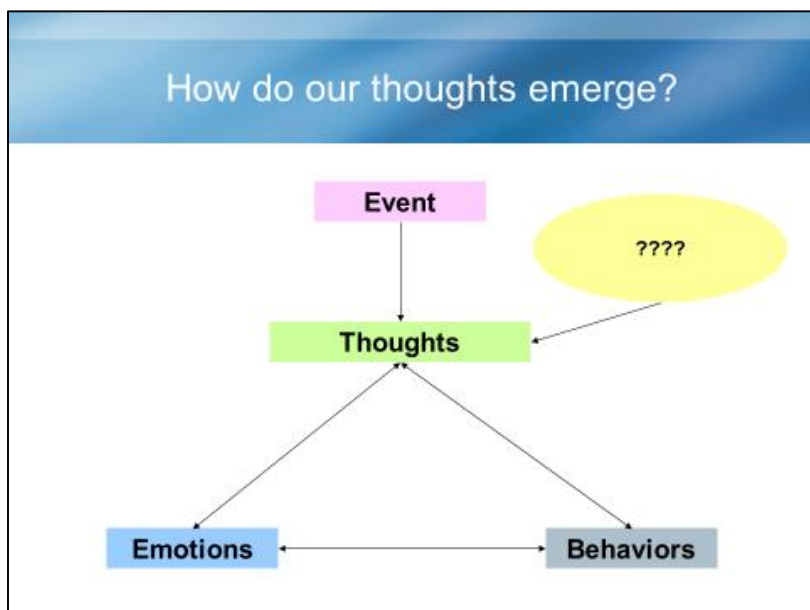 How do our thoughts emerge?
Event
????
Thoughts
Emotions
Behaviors